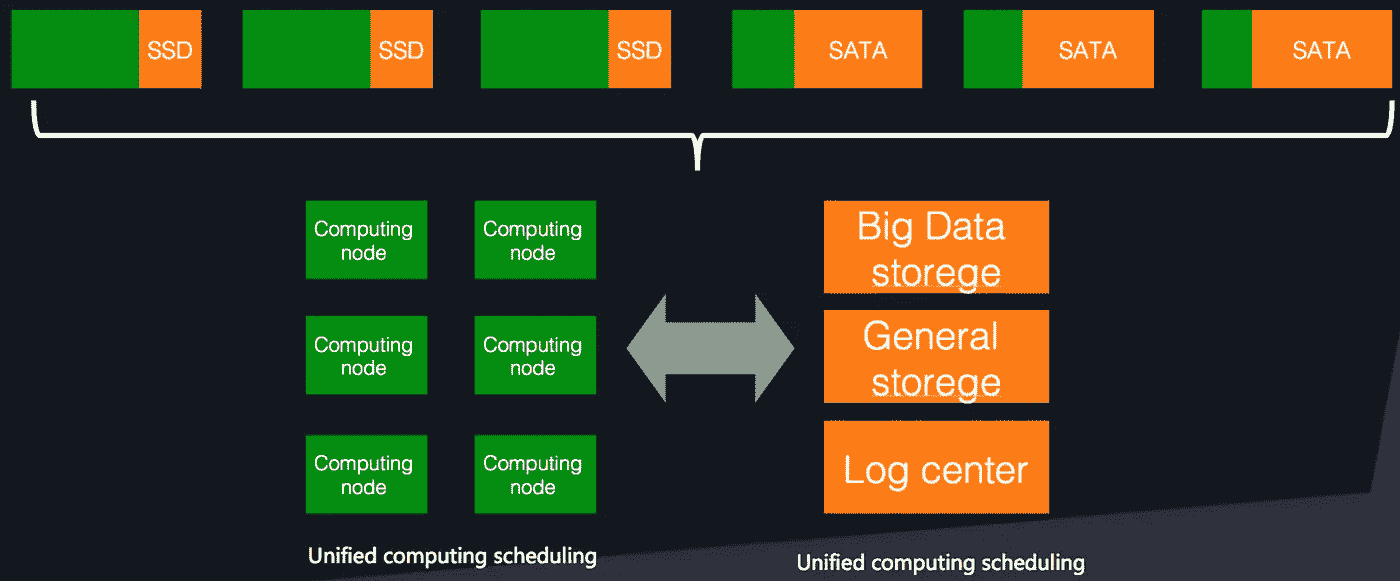 SSD
SSD
SSD
SATA
SATA
SATA
Computing
node
Computing
node
Big Data
storege
Computing
node
Computing
node
General
storege
Computing
node
Computing
node
Log center
Unified computing scheduling
Unified computing scheduling